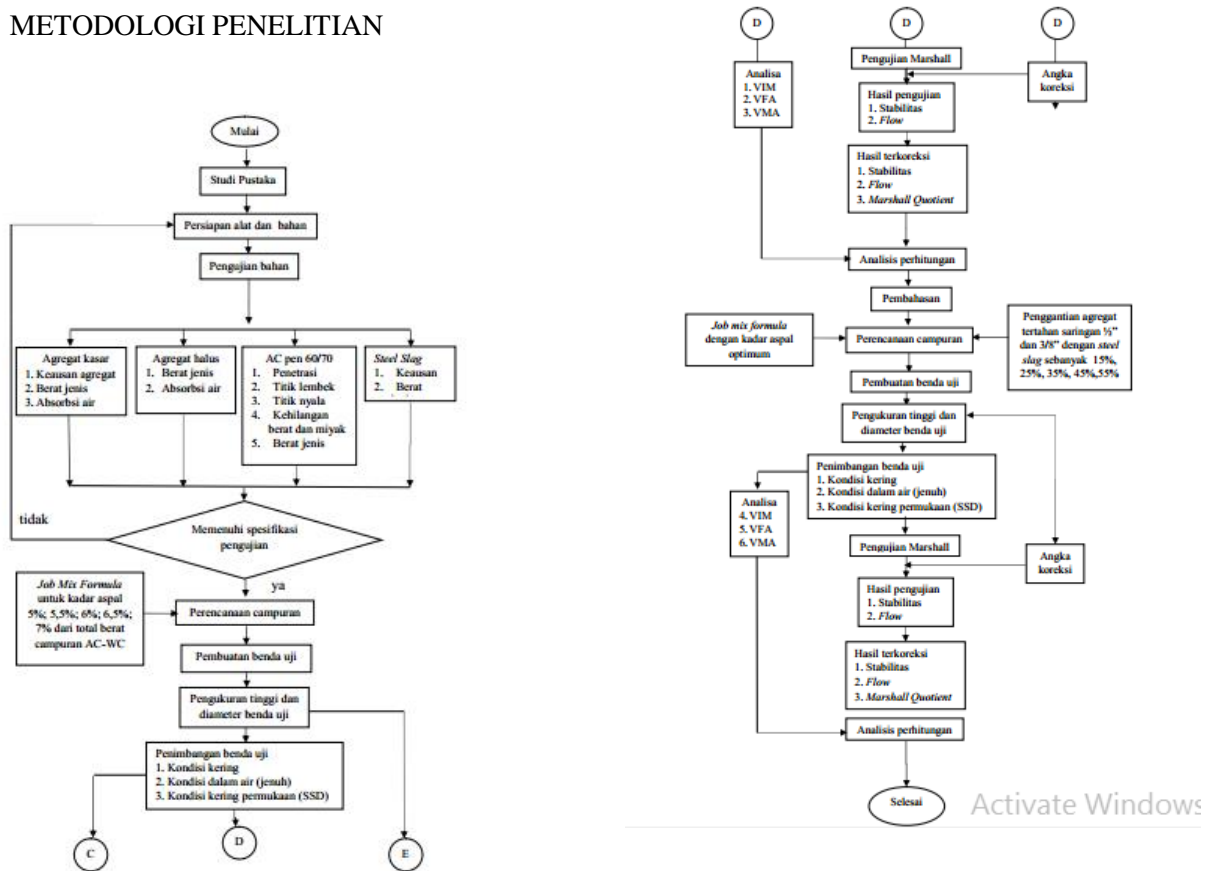 METODOLOGI PENELITIAN
Mulai
Studi Pustaka
Persiapan alat dan bahan
Pengujian bahan
Agregat kasar
1. Keausan agregat
2. Berat jenis
3. Absorbsi air
Agregat halus
1. Berat jenis
2. Absorbsi air
AC pen 60/70
1. Penetrasi
2. Titik lembek
3. Titik nyala
4. Kehilangan
berat dan miyak
5. Berat jenis
Steel Slag
1. Keausan
2. Berat
tidak
Memenuhi spesifikasi
pengujian
ya
Job Mix Formula
untuk kadar aspal
5%; 5,5%; 6%; 6,5%;
7% dari total berat
campuran AC-WC
Perencanaan campuran
Pembuatan benda uji
Pengukuran tinggi dan
diameter benda uji
Penimbangan benda uji
1. Kondisi kering
2. Kondisi dalam air (jenuh)
3. Kondisi kering permukaan (SSD)
C
D
E
D
D
D
Analisa
1. VIM
2. VFA
3. VMA
Pengujian Marshall
Angka
koreksi
Hasil pengujian
1. Stabilitas
2. Flow
Hasil terkoreksi
1. Stabilitas
2. Flow
3. Marshall Quotient
Analisis perhitungan
Pembahasan
Job mix formula
dengan kadar aspal
optimum
Perencanaan campuran
Penggantian agregat
tertahan saringan ½”
dan 3/8” dengan steel
slag sebanyak 15%,
25%, 35%, 45%,55%
Pembuatan benda uji
Pengukuran tinggi dan
diameter benda uji
Penimbangan benda uji
1. Kondisi kering
2. Kondisi dalam air (jenuh)
3. Kondisi kering permukaan (SSD)
Analisa
4. VIM
5. VFA
6. VMA
Pengujian Marshall
Angka
koreksi
Hasil pengujian
1. Stabilitas
2. Flow
Hasil terkoreksi
1. Stabilitas
2. Flow
3. Marshall Quotient
Analisis perhitungan
Selesai
Activate Windows